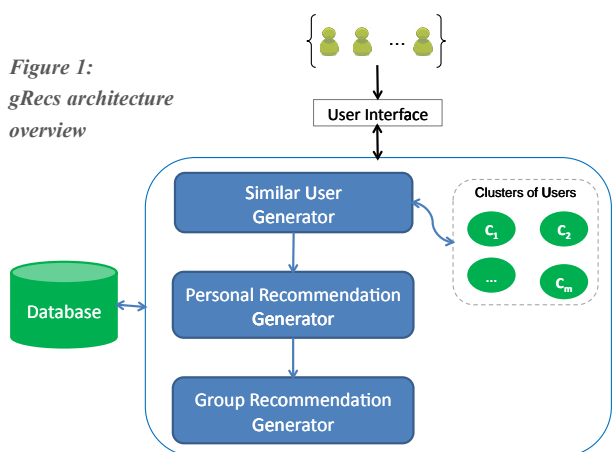 Figure 1:
gRecs architecture
overview
{ ... }
User Interface
Similar User
Generator
Clusters of Users
C1
C2
...
Cm
Database
Personal Recommendation
Generator
Group Recommendation
Generator